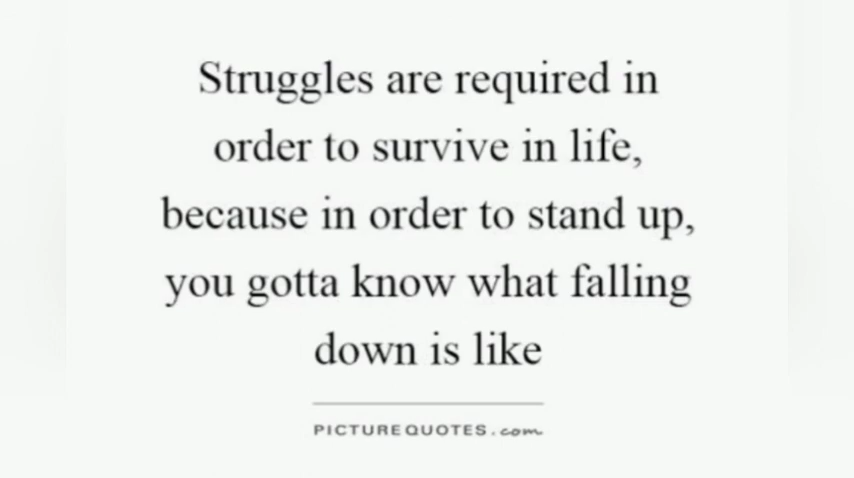 Struggles are required in
order to survive in life,
because in order to stand up,
you gotta know what falling
down is like
PICTUREQUOTES.com